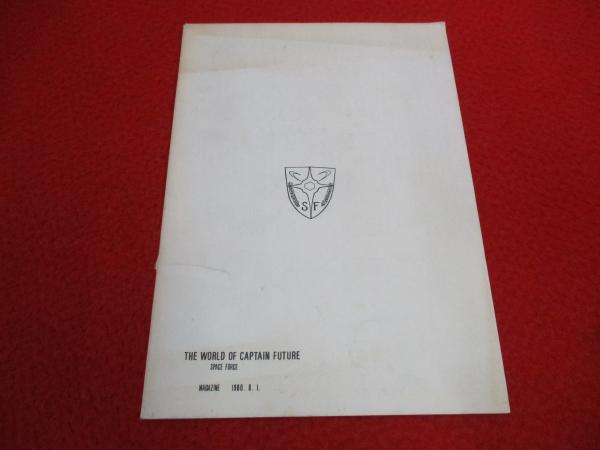 S F
THE WORLD OF CAPTAIN FUTURE
SPACE FORCE
MAGAZINE 1980. 8. 1.